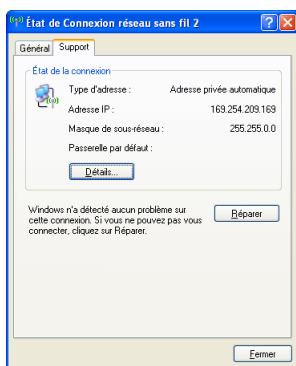 État de Connexion réseau sans fil 2
Général Support
État de la connexion
Type d'adresse : Adresse privée automatique
Adresse IP : 169.254.209.169
Masque de sous-réseau : 255.255.0.0
Passerelle par défaut :
Détails...
Windows n'a détecté aucun problème sur
cette connexion. Si vous ne pouvez pas vous
connecter, cliquez sur Réparer.
Réparer
Fermer